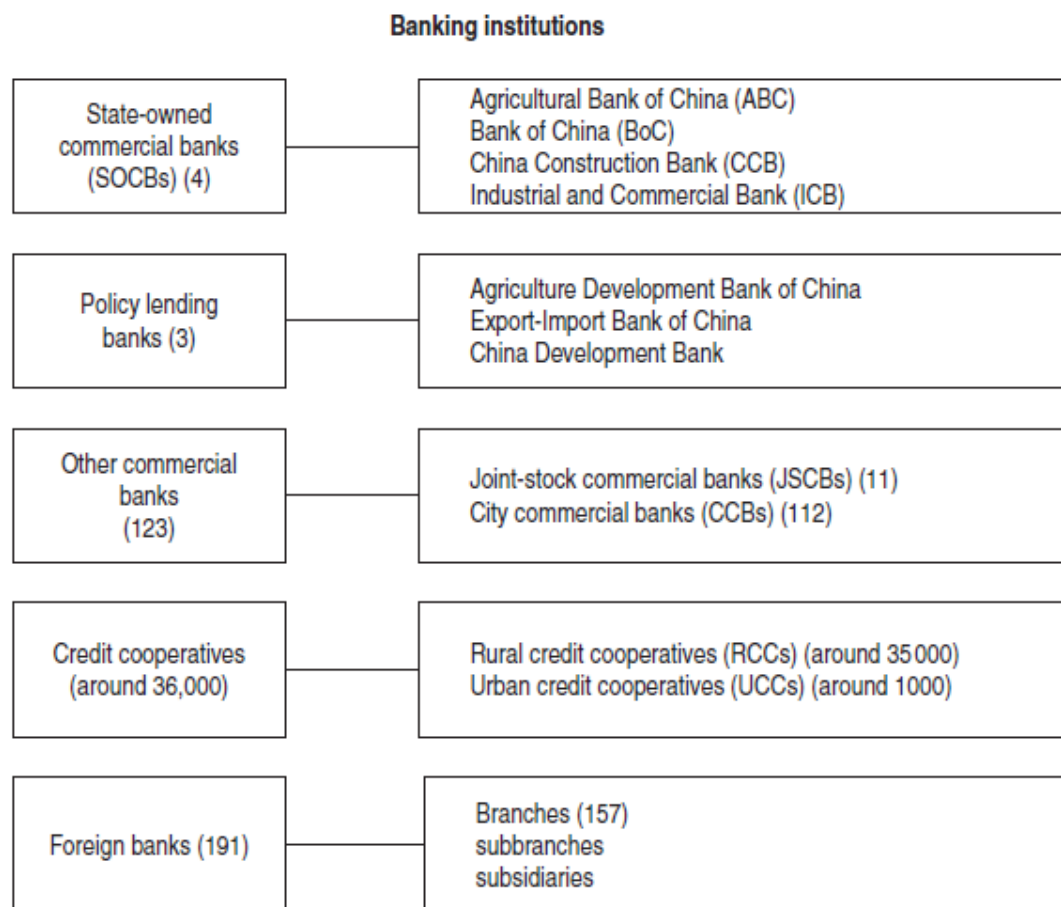 Banking institutions
State-owned
commercial banks
(SOCBs) (4)
Agricultural Bank of China (ABC)
Bank of China (BoC)
China Construction Bank (CCB)
Industrial and Commercial Bank (ICB)
Policy lending
banks (3)
Agriculture Development Bank of China
Export-Import Bank of China
China Development Bank
Other commercial
banks
(123)
Joint-stock commercial banks (JSCBs) (11)
City commercial banks (CCBs) (112)
Credit cooperatives
(around 36,000)
Rural credit cooperatives (RCCs) (around 35 000)
Urban credit cooperatives (UCCs) (around 1000)
Foreign banks (191)
Branches (157)
subbranches
subsidiaries